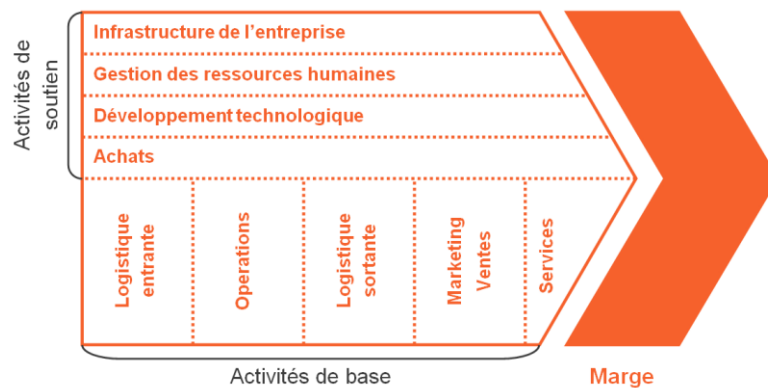 Activités de
soutien
Infrastructure de l'entreprise
Gestion des ressources humaines
Développement technologique
Achats
Logistique
entrante
Operations
Logistique
sortante
Marketing
Ventes
Services
Activités de base
Marge